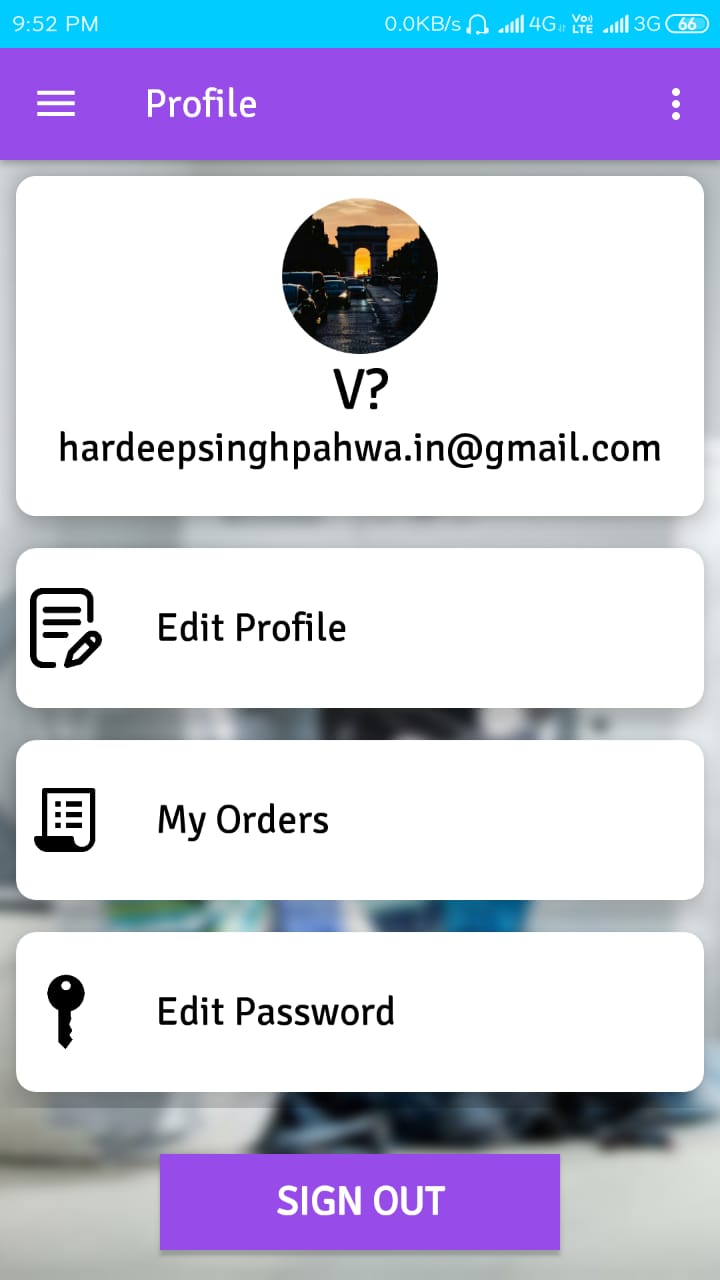 9:52 PM 0.0KB/s 4G Vo) LTE 3G 66
Profile
V?
hardeepsinghpahwa.in@gmail.com
Edit Profile
My Orders
Edit Password
SIGN OUT